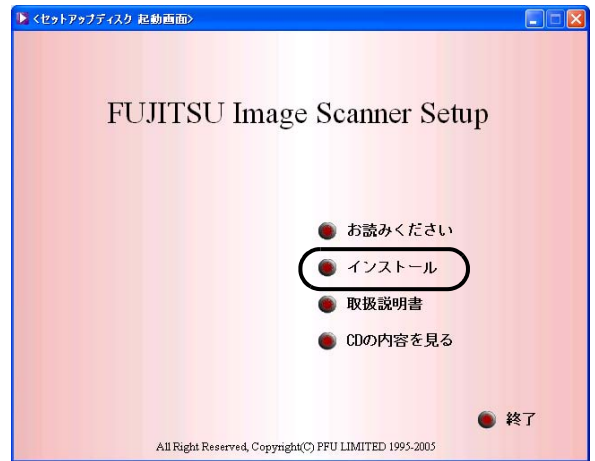 <セットアップディスク 起動画面>
FUJITSU Image Scanner Setup
お読みください
インストール
取扱説明書
CDの内容を見る
終了
All Right Reserved, Copyright(C) PFU LIMITED 1995-2005